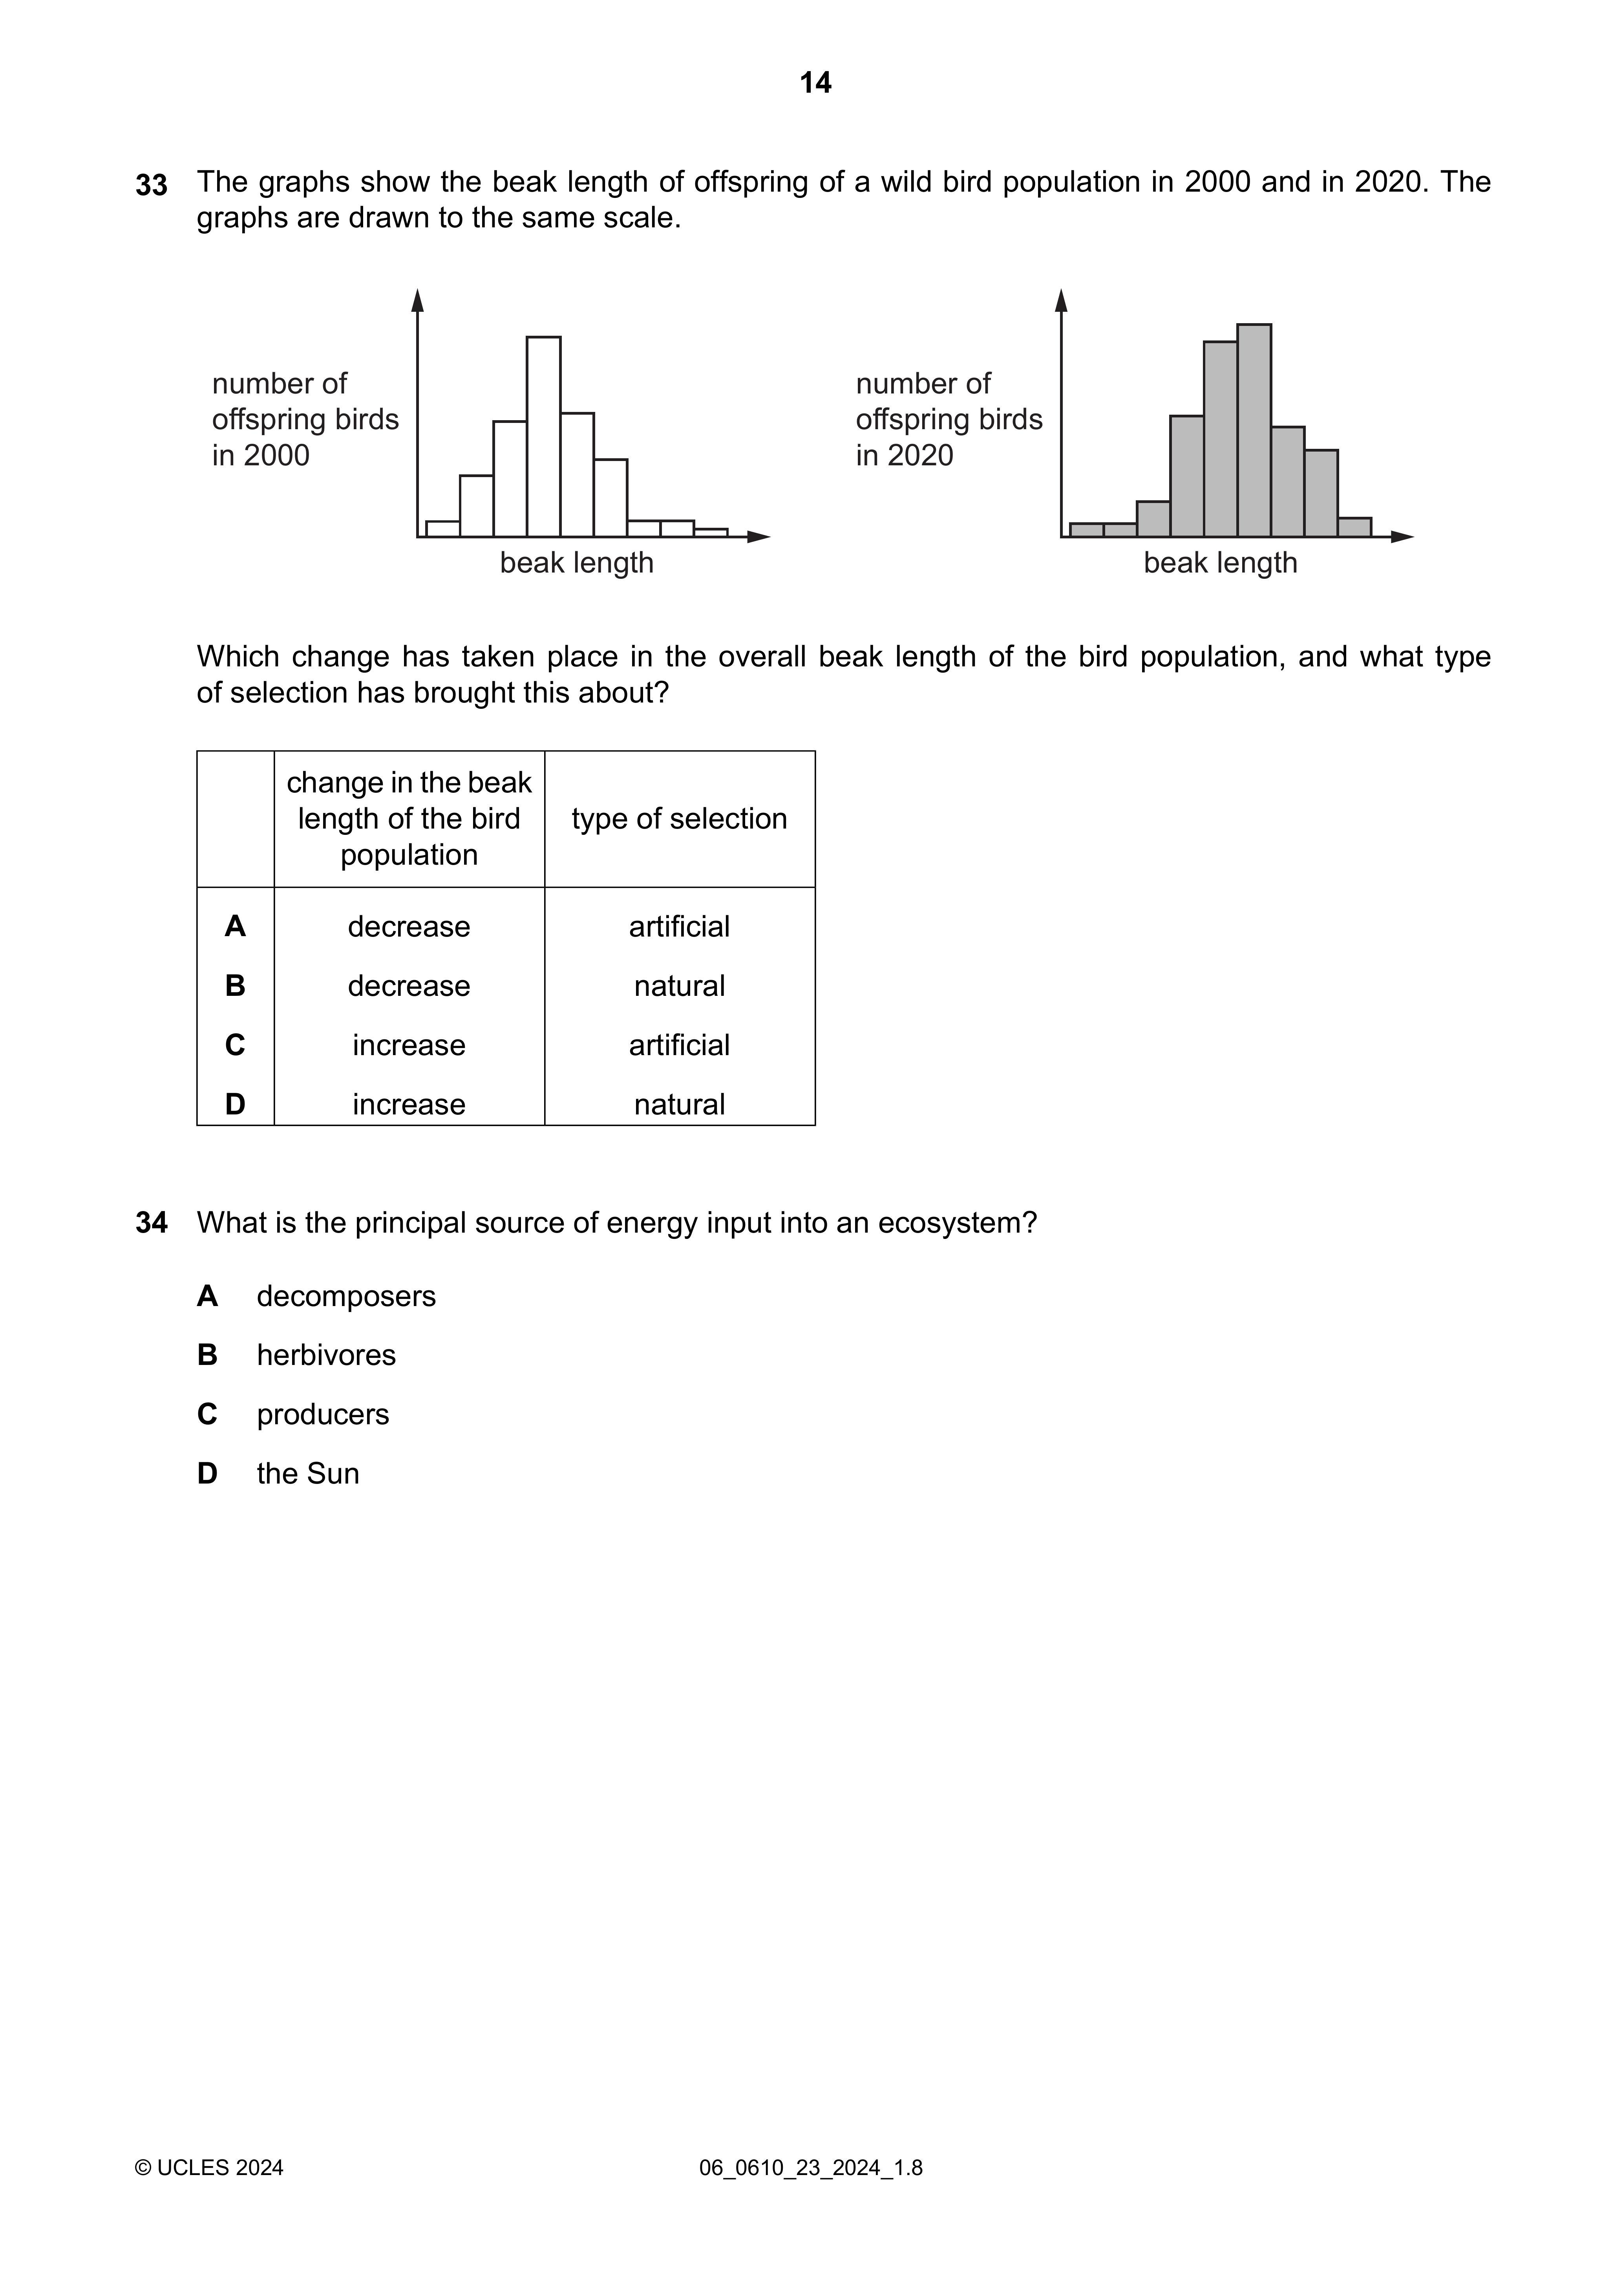 14
33 The graphs show the beak length of offspring of a wild bird population in 2000 and in 2020. The
graphs are drawn to the same scale.
number of
offspring birds
in 2000
beak length
number of
offspring birds
in 2020
beak length
Which change has taken place in the overall beak length of the bird population, and what type
of selection has brought this about?
change in the beak
length of the bird
population
type of selection
A decrease artificial
B decrease natural
C increase artificial
D increase natural
34 What is the principal source of energy input into an ecosystem?
A decomposers
B herbivores
C producers
D the Sun
© UCLES 2024 06_0610_23_2024_1.8